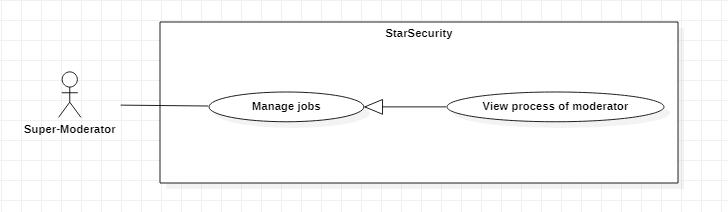 StarSecurity
Manage jobs
View process of moderator
Super-Moderator